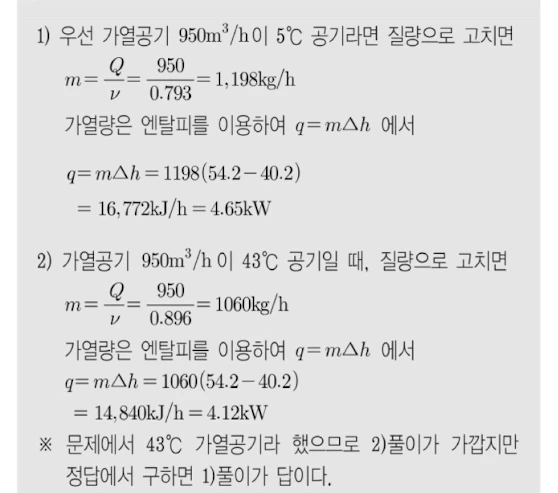 1) 우선 가열공기 950m³/h이 5℃ 공기라면 질량으로 고치면
m = Q/ν = 950/0.793 = 1,198kg/h
가열량은 엔탈피를 이용하여 q=m△h 에서
q=m△h=1198(54.2-40.2)
= 16,772kJ/h=4.65kW
2) 가열공기 950m³/h이 43℃ 공기일 때, 질량으로 고치면
m = Q/ν = 950/0.896 = 1060kg/h
가열량은 엔탈피를 이용하여 q=m△h 에서
q=m△h=1060(54.2-40.2)
= 14,840kJ/h=4.12kW
※ 문제에서 43℃ 가열공기라 했으므로 2)풀이가 가깝지만
정답에서 구하면 1)풀이가 답이다.